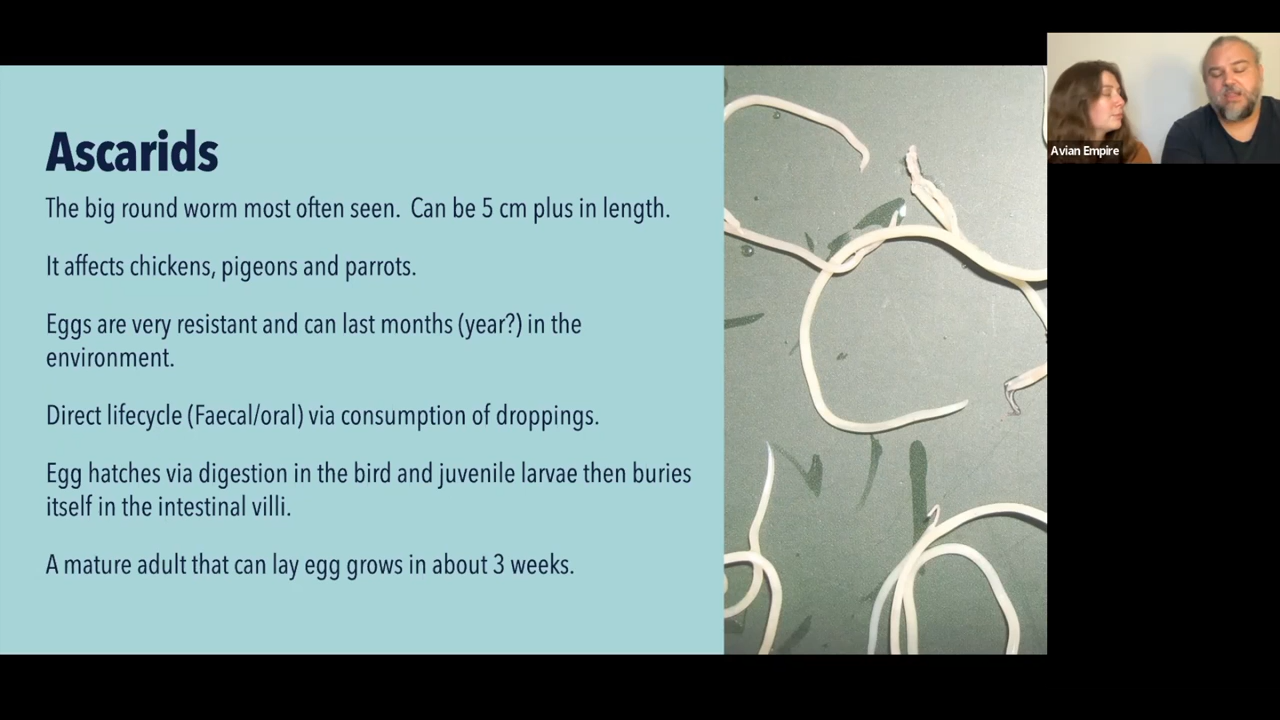 Ascarids
The big round worm most often seen.  Can be 5 cm plus in length.
It affects chickens, pigeons and parrots.
Eggs are very resistant and can last months (year?) in the
environment.
Direct lifecycle (Faecal/oral) via consumption of droppings.
Egg hatches via digestion in the bird and juvenile larvae then buries
itself in the intestinal villi.
A mature adult that can lay egg grows in about 3 weeks.
Avian Empire